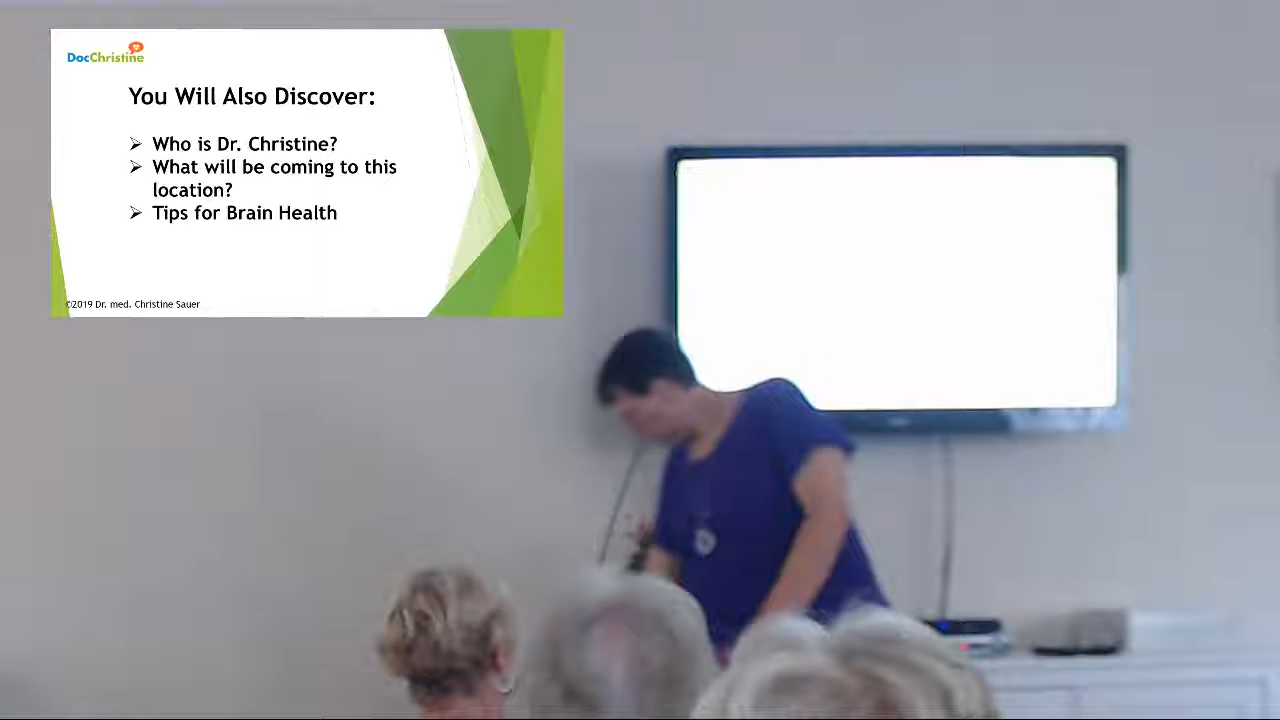 DocChristine
You Will Also Discover:
➢ Who is Dr. Christine?
➢ What will be coming to this
location?
➢ Tips for Brain Health
©2019 Dr. med. Christine Sauer